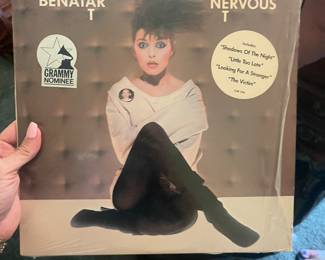 BENATAR
T
NERVOUS
T
GRAMMY
NOMINEE
Includes:
"Shadows Of The Night"
"Little Too Late"
"Looking For A Stranger"
"The Victim"